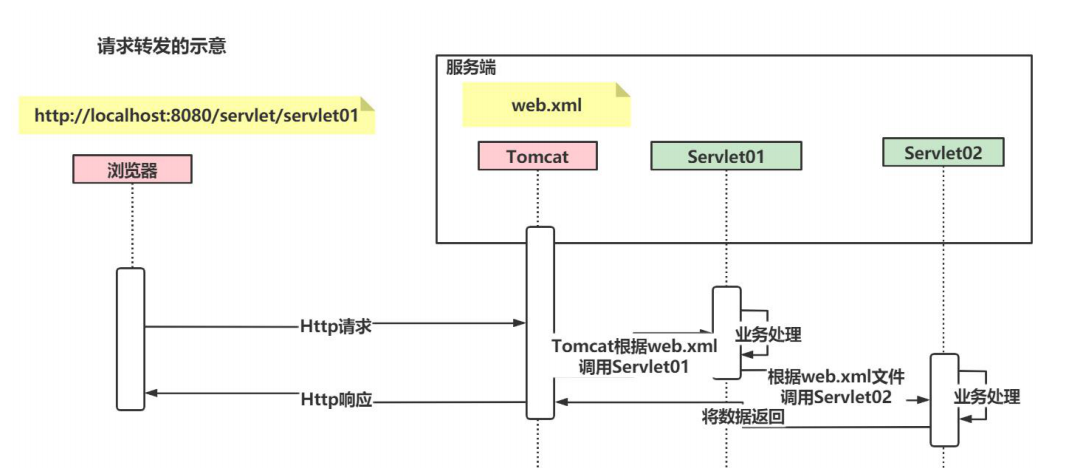 请求转发的示意
服务端
http://localhost:8080/servlet/servlet01
web.xml
浏览器
Tomcat
Servlet01
Servlet02
Http请求
Tomcat根据web.xml
调用Servlet01
业务处理
根据web.xml文件
调用Servlet02
业务处理
Http响应
将数据返回